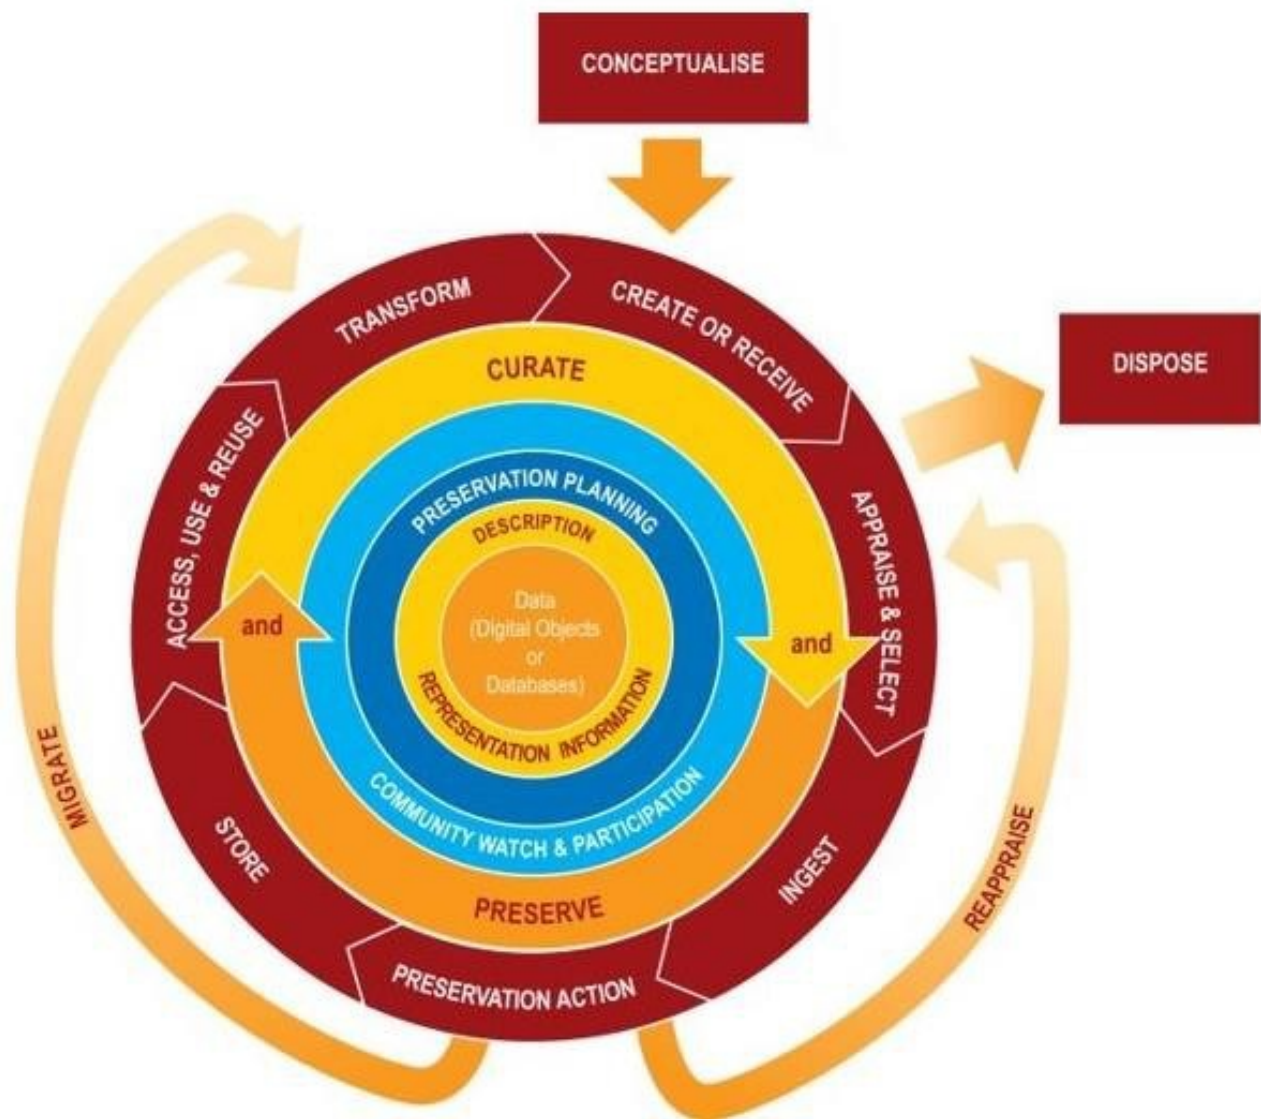 CONCEPTUALISE
TRANSFORM
CREATE OR RECEIVE
DISPOSE
CURATE
ACCESS, USE & REUSE
APPRAISE & SELECT
PRESERVATION PLANNING
DESCRIPTION
Data
(Digital Objects
or
Databases)
and
and
REPRESENTATION INFORMATION
COMMUNITY WATCH & PARTICIPATION
MIGRATE
STORE
INGEST
REAPPRAISE
PRESERVE
PRESERVATION ACTION